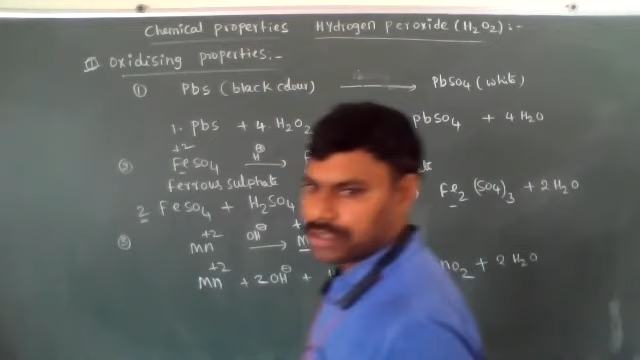 Chemical properties Hydrogen peroxide (H2O2) :-
I Oxidising properties:-
① Pbs (black colour) → PbSO4 (white)
1. Pbs + 4. H2O2 PbSO4 + 4 H2O
② +2 FeSO4 H⊕ →
Ferrous sulphate
2 FeSO4 + H2SO4 Fe2 (SO4)3 + 2H2O
③ Mn+2 OH⊖ → M
Mn+2 + 2OH⊖ + nO2 + 2 H2O